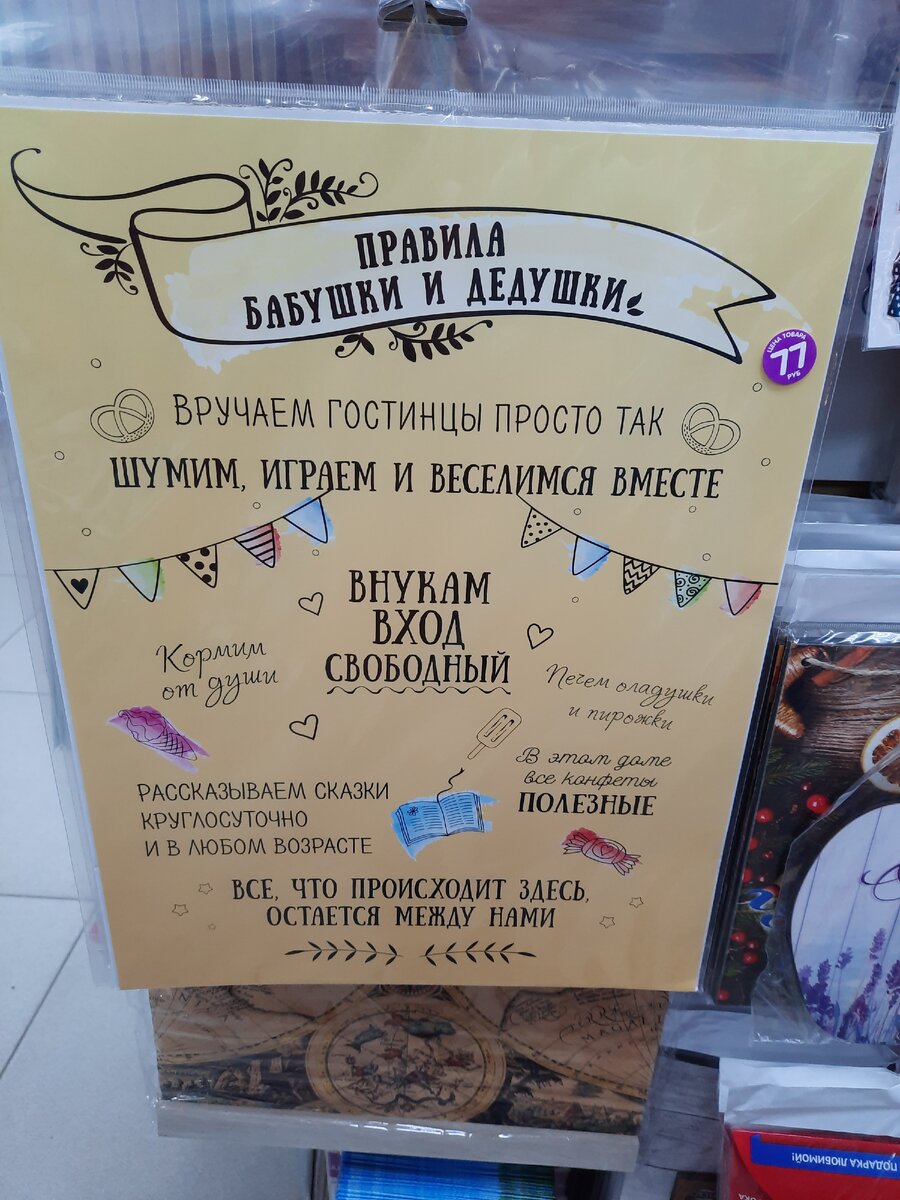 ПРАВИЛА
БАБУШКИ И ДЕДУШКИ
ЦЕНА ТОВАРА
77
РУБ
ВРУЧАЕМ ГОСТИНЦЫ ПРОСТО ТАК
ШУМИМ, ИГРАЕМ И ВЕСЕЛИМСЯ ВМЕСТЕ
ВНУКАМ
ВХОД
СВОБОДНЫЙ
Кормим
от души
Печем оладушки
и пирожки
В этом доме
все конфеты
ПОЛЕЗНЫЕ
РАССКАЗЫВАЕМ СКАЗКИ
КРУГЛОСУТОЧНО
И В ЛЮБОМ ВОЗРАСТЕ
ВСЕ, ЧТО ПРОИСХОДИТ ЗДЕСЬ,
ОСТАЕТСЯ МЕЖДУ НАМИ
ПОДАРКА ЛЮБИМОЙ!